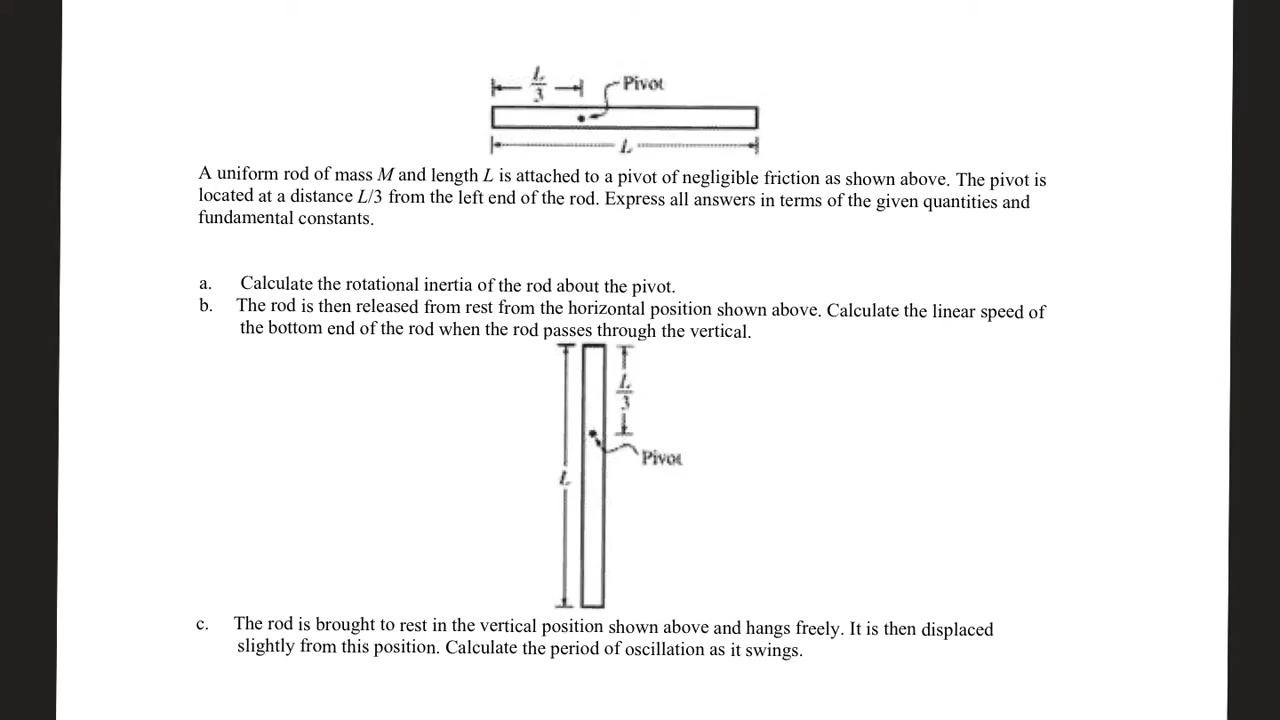 L
3
Pivot
L
A uniform rod of mass M and length L is attached to a pivot of negligible friction as shown above. The pivot is
located at a distance L/3 from the left end of the rod. Express all answers in terms of the given quantities and
fundamental constants.
a. Calculate the rotational inertia of the rod about the pivot.
b. The rod is then released from rest from the horizontal position shown above. Calculate the linear speed of
the bottom end of the rod when the rod passes through the vertical.
L
3
Pivot
L
c. The rod is brought to rest in the vertical position shown above and hangs freely. It is then displaced
slightly from this position. Calculate the period of oscillation as it swings.